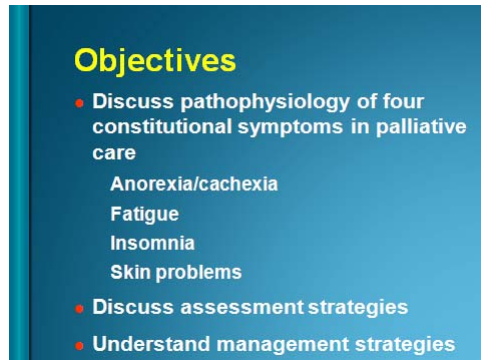 Objectives
Discuss pathophysiology of four
constitutional symptoms in palliative
care
Anorexia/cachexia
Fatigue
Insomnia
Skin problems
Discuss assessment strategies
Understand management strategies